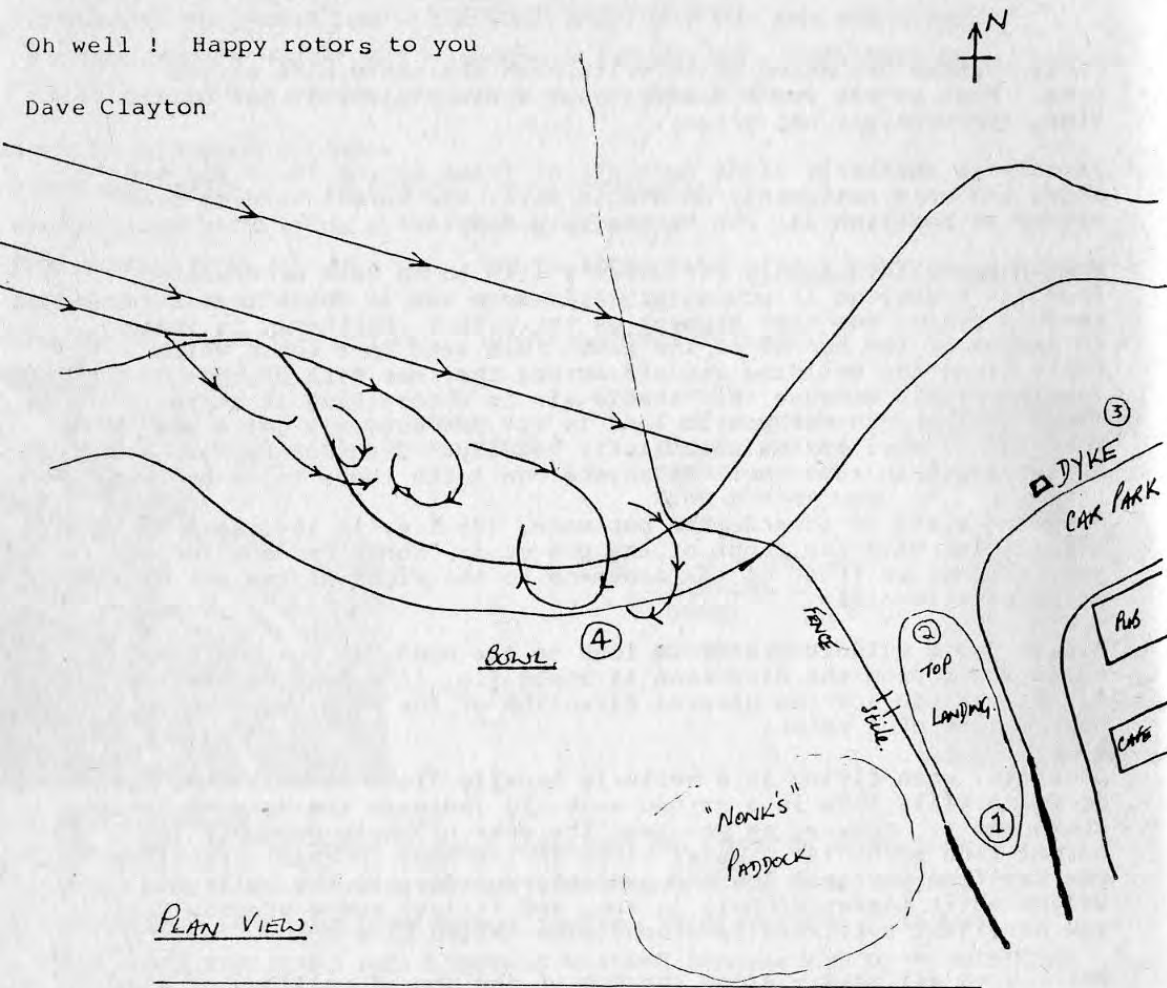 Oh well ! Happy rotors to you
Dave Clayton
N
3
DYKE
CAR PARK
PUB
CAFE
2
TOP
LANDING.
1
FENCE
Stile.
4
BOWL
"NONK'S"
PADDOCK
PLAN VIEW